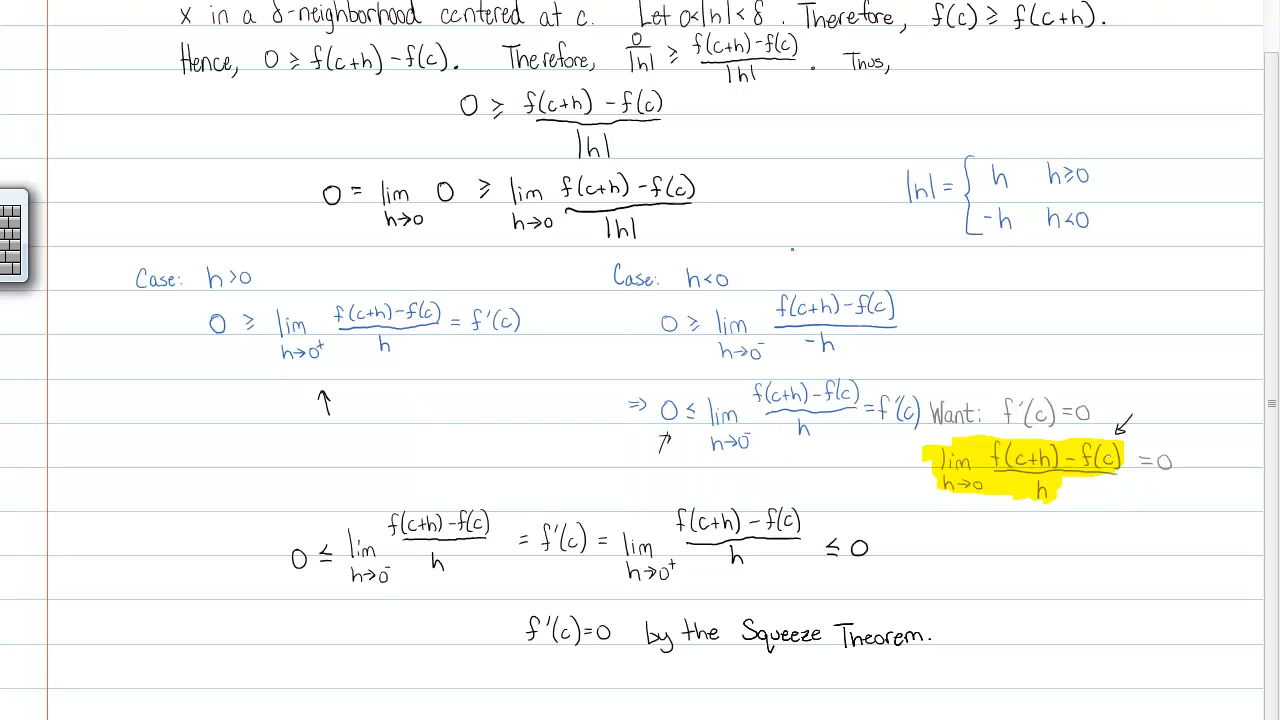 x in a δ-neighborhood centered at c. Let 0<|h|<δ. Therefore, f(c) ≥ f(c+h).
Hence, 0 ≥ f(c+h) – f(c). Therefore, 0/|h| ≥ (f(c+h) – f(c))/|h|. Thus,
0 ≥ (f(c+h) – f(c))/|h|
0 = lim h→0 0 ≥ lim h→0 (f(c+h) – f(c))/|h|
|h| = { h h≥0
-h h<0
Case: h>0
0 ≥ lim h→0⁺ (f(c+h) – f(c))/h = f'(c)
Case: h<0
0 ≥ lim h→0⁻ (f(c+h) – f(c))/-h
⇒ 0 ≤ lim h→0⁻ (f(c+h) – f(c))/h = f'(c)
Want: f'(c) = 0
lim h→0 (f(c+h) – f(c))/h = 0
0 ≤ lim h→0⁻ (f(c+h) – f(c))/h = f'(c) = lim h→0⁺ (f(c+h) – f(c))/h ≤ 0
f'(c)=0 by the Squeeze Theorem.